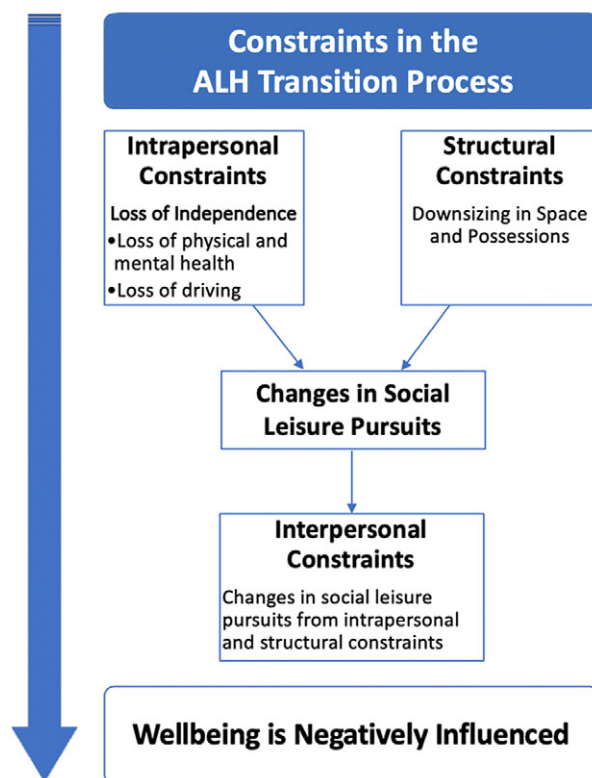 Constraints in the
ALH Transition Process
Intrapersonal
Constraints
Loss of Independence
•Loss of physical and
mental health
•Loss of driving
Structural
Constraints
Downsizing in Space
and Possessions
Changes in Social
Leisure Pursuits
Interpersonal
Constraints
Changes in social leisure
pursuits from intrapersonal
and structural constraints
Wellbeing is Negatively Influenced